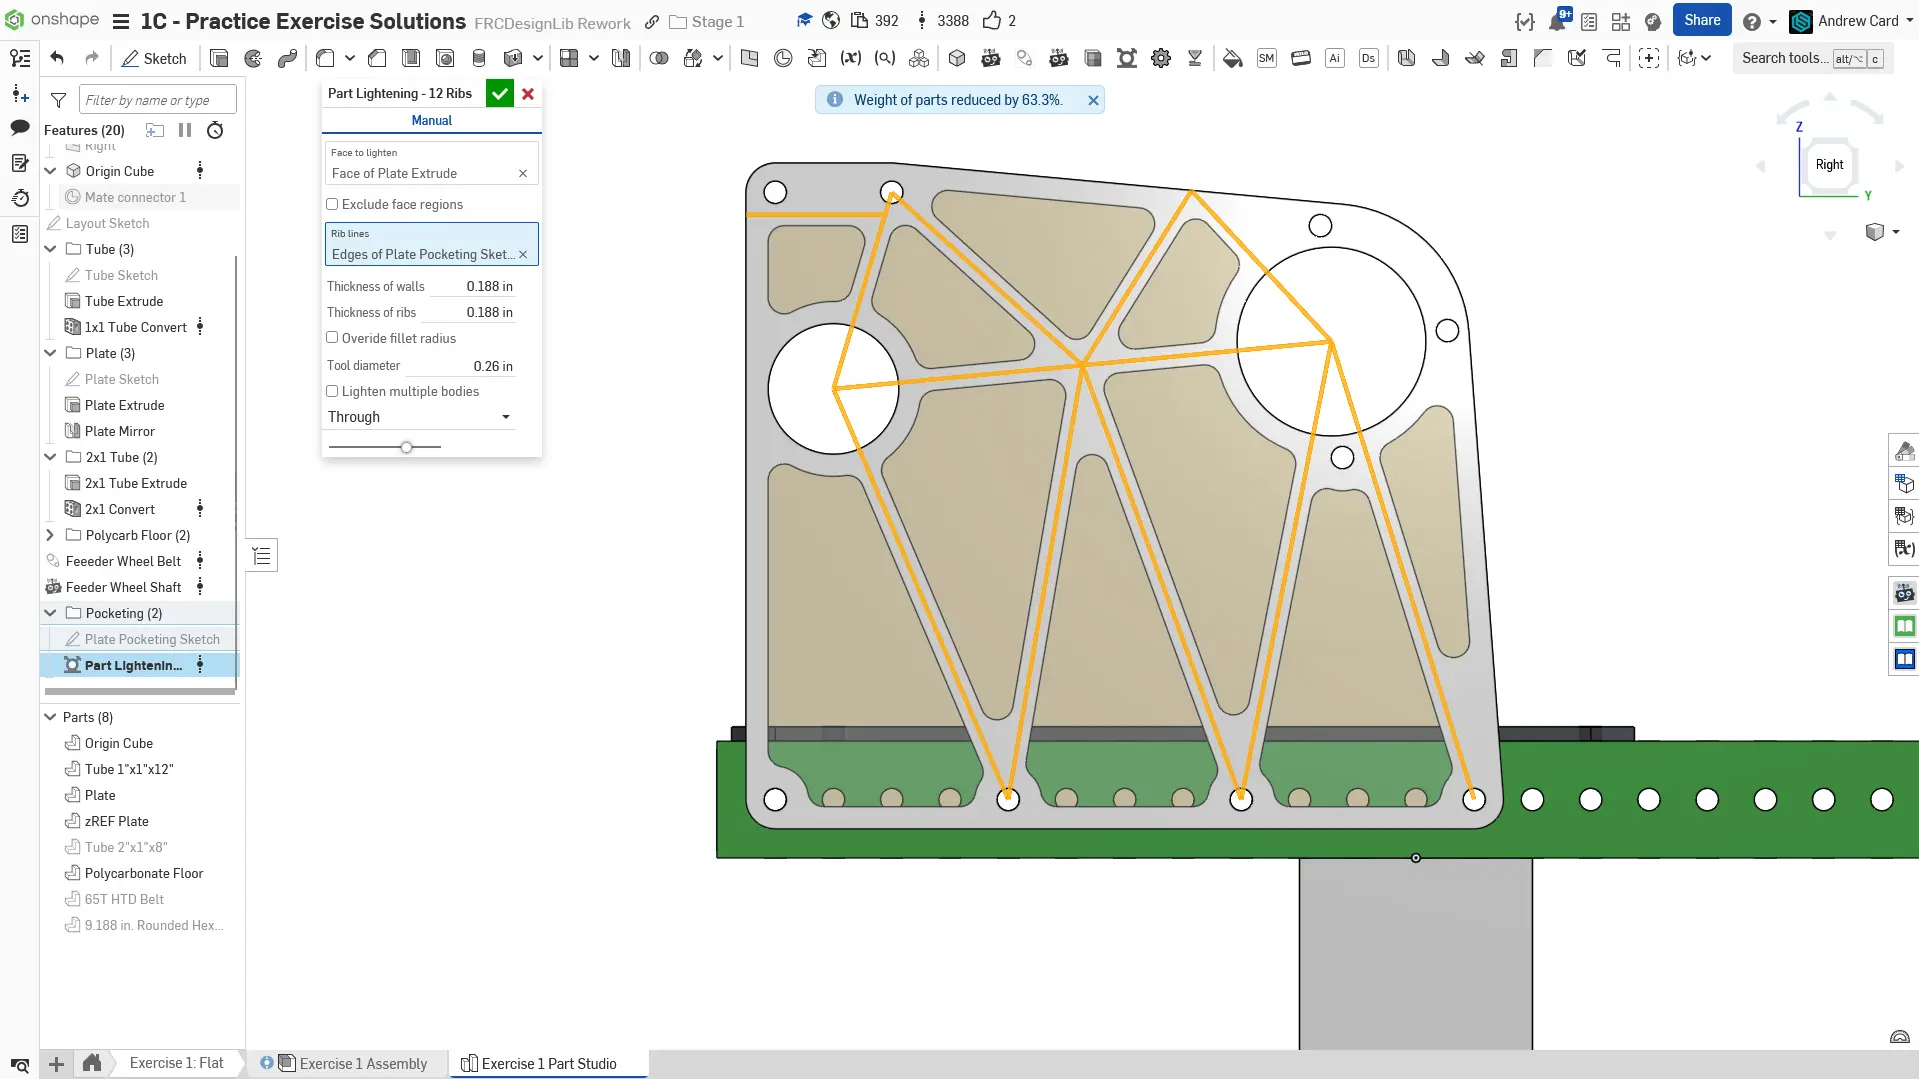 onshape
1C - Practice Exercise Solutions
FRCDesignLib Rework
Stage 1
392
3388
2
9+
Share
Andrew Card
Sketch
SM
Ai
Ds
Search tools...
alt/⌥
c
Filter by name or type
Features (20)
Right
Origin Cube
Mate connector 1
Layout Sketch
Tube (3)
Tube Sketch
Tube Extrude
1x1 Tube Convert
Plate (3)
Plate Sketch
Plate Extrude
Plate Mirror
2x1 Tube (2)
2x1 Tube Extrude
2x1 Convert
Polycarb Floor (2)
Feeeder Wheel Belt
Feeder Wheel Shaft
Pocketing (2)
Plate Pocketing Sketch
Part Lightenin...
Parts (8)
Origin Cube
Tube 1"x1"x12"
Plate
zREF Plate
Tube 2"x1"x8"
Polycarbonate Floor
65T HTD Belt
9.188 in. Rounded Hex...
Part Lightening - 12 Ribs
Manual
Face to lighten
Face of Plate Extrude
Exclude face regions
Rib lines
Edges of Plate Pocketing Sket...
Thickness of walls 0.188 in
Thickness of ribs 0.188 in
Overide fillet radius
Tool diameter 0.26 in
Lighten multiple bodies
Through
Weight of parts reduced by 63.3%.
Z
Right
Y
Exercise 1: Flat
Exercise 1 Assembly
Exercise 1 Part Studio